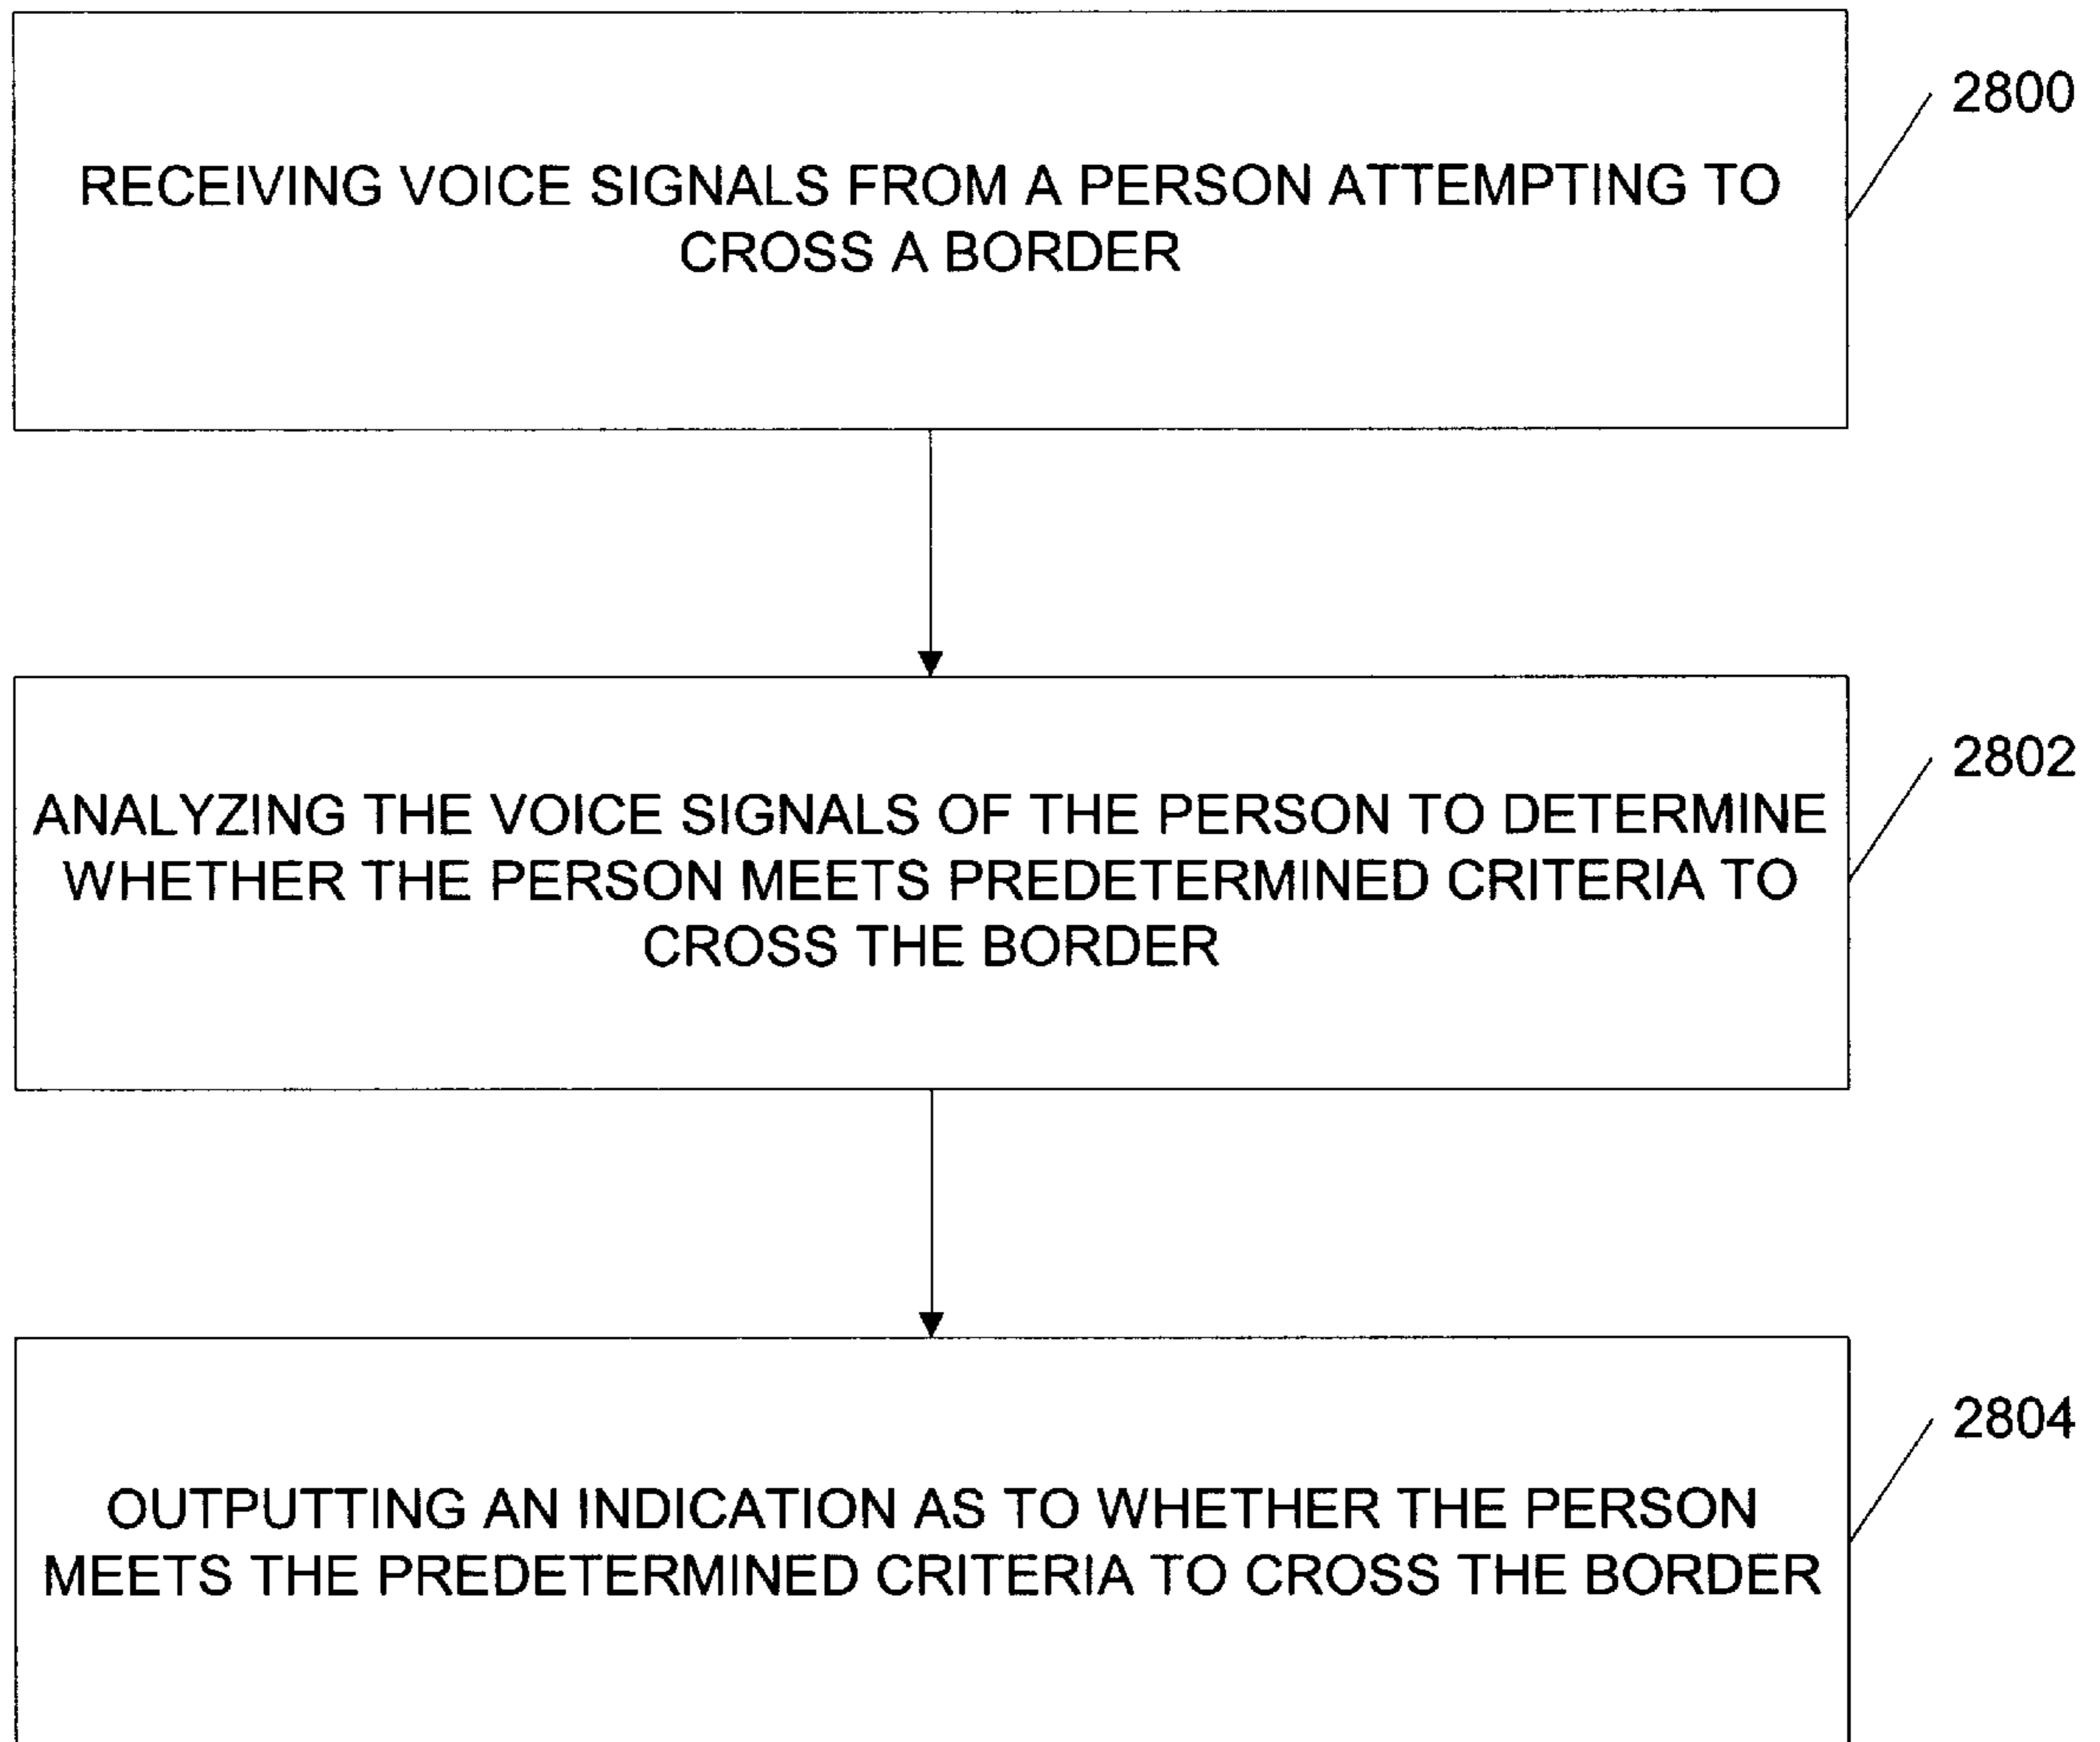 RECEIVING VOICE SIGNALS FROM A PERSON ATTEMPTING TO
CROSS A BORDER
2800
ANALYZING THE VOICE SIGNALS OF THE PERSON TO DETERMINE
WHETHER THE PERSON MEETS PREDETERMINED CRITERIA TO
CROSS THE BORDER
2802
OUTPUTTING AN INDICATION AS TO WHETHER THE PERSON
MEETS THE PREDETERMINED CRITERIA TO CROSS THE BORDER
2804